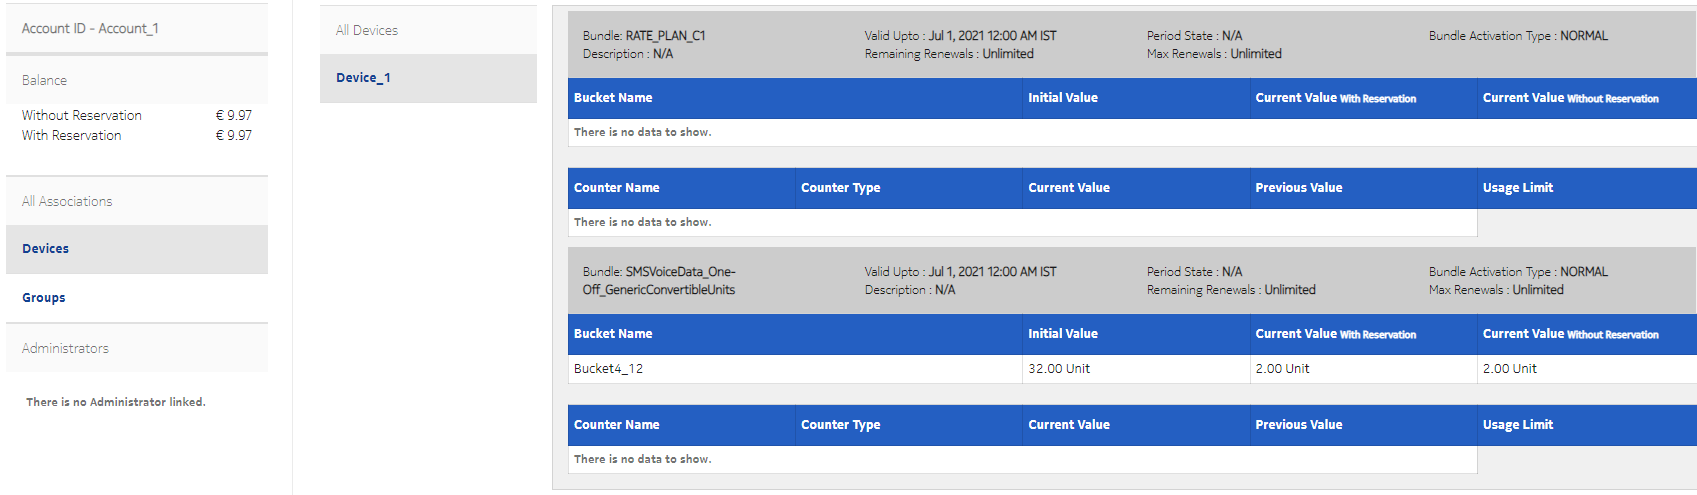 Account ID - Account_1
Balance
Without Reservation € 9.97
With Reservation € 9.97
All Associations
Devices
Groups
Administrators
There is no Administrator linked.
All Devices
Device_1
Bundle: RATE_PLAN_C1 Valid Upto : Jul 1, 2021 12:00 AM IST Period State : N/A Bundle Activation Type : NORMAL
Description : N/A Remaining Renewals : Unlimited Max Renewals : Unlimited
Bucket Name Initial Value Current Value With Reservation Current Value Without Reservation
There is no data to show.
Counter Name Counter Type Current Value Previous Value Usage Limit
There is no data to show.
Bundle: SMSVoiceData_One- Valid Upto : Jul 1, 2021 12:00 AM IST Period State : N/A Bundle Activation Type : NORMAL
Off_GenericConvertibleUnits Description : N/A Remaining Renewals : Unlimited Max Renewals : Unlimited
Bucket Name Initial Value Current Value With Reservation Current Value Without Reservation
Bucket4_12 32.00 Unit 2.00 Unit 2.00 Unit
Counter Name Counter Type Current Value Previous Value Usage Limit
There is no data to show.